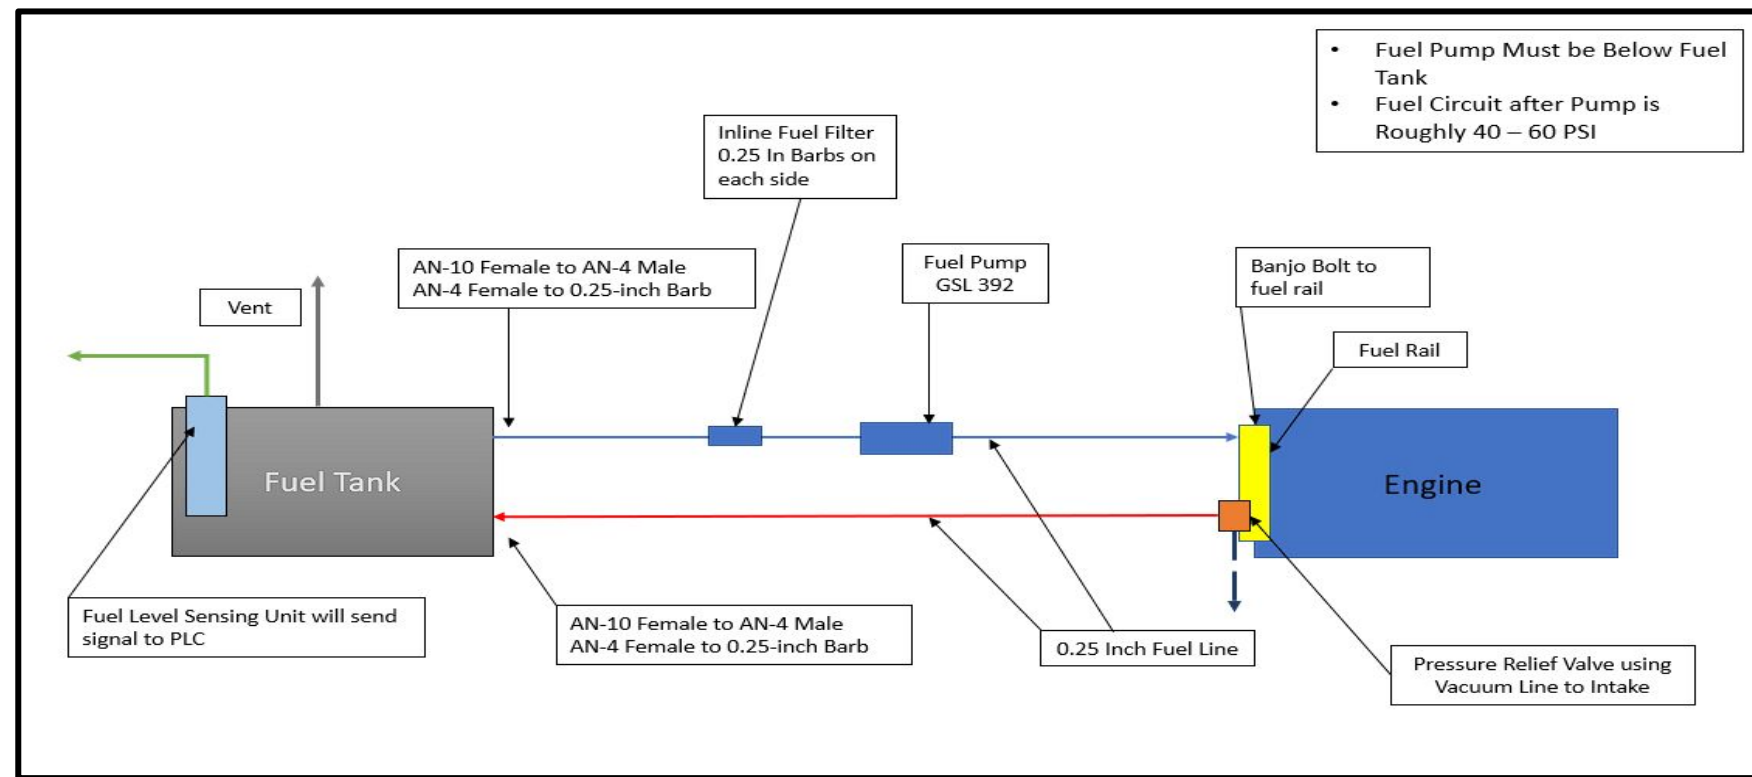 • Fuel Pump Must be Below Fuel
Tank
• Fuel Circuit after Pump is
Roughly 40 – 60 PSI
Inline Fuel Filter
0.25 In Barbs on
each side
AN-10 Female to AN-4 Male
AN-4 Female to 0.25-inch Barb
Fuel Pump
GSL 392
Banjo Bolt to
fuel rail
Vent
Fuel Rail
Fuel Tank
Engine
Fuel Level Sensing Unit will send
signal to PLC
AN-10 Female to AN-4 Male
AN-4 Female to 0.25-inch Barb
0.25 Inch Fuel Line
Pressure Relief Valve using
Vacuum Line to Intake